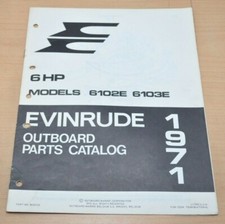 6 HP
MODELS 6102E 6103E
EVINRUDE
OUTBOARD
PARTS CATALOG
1971